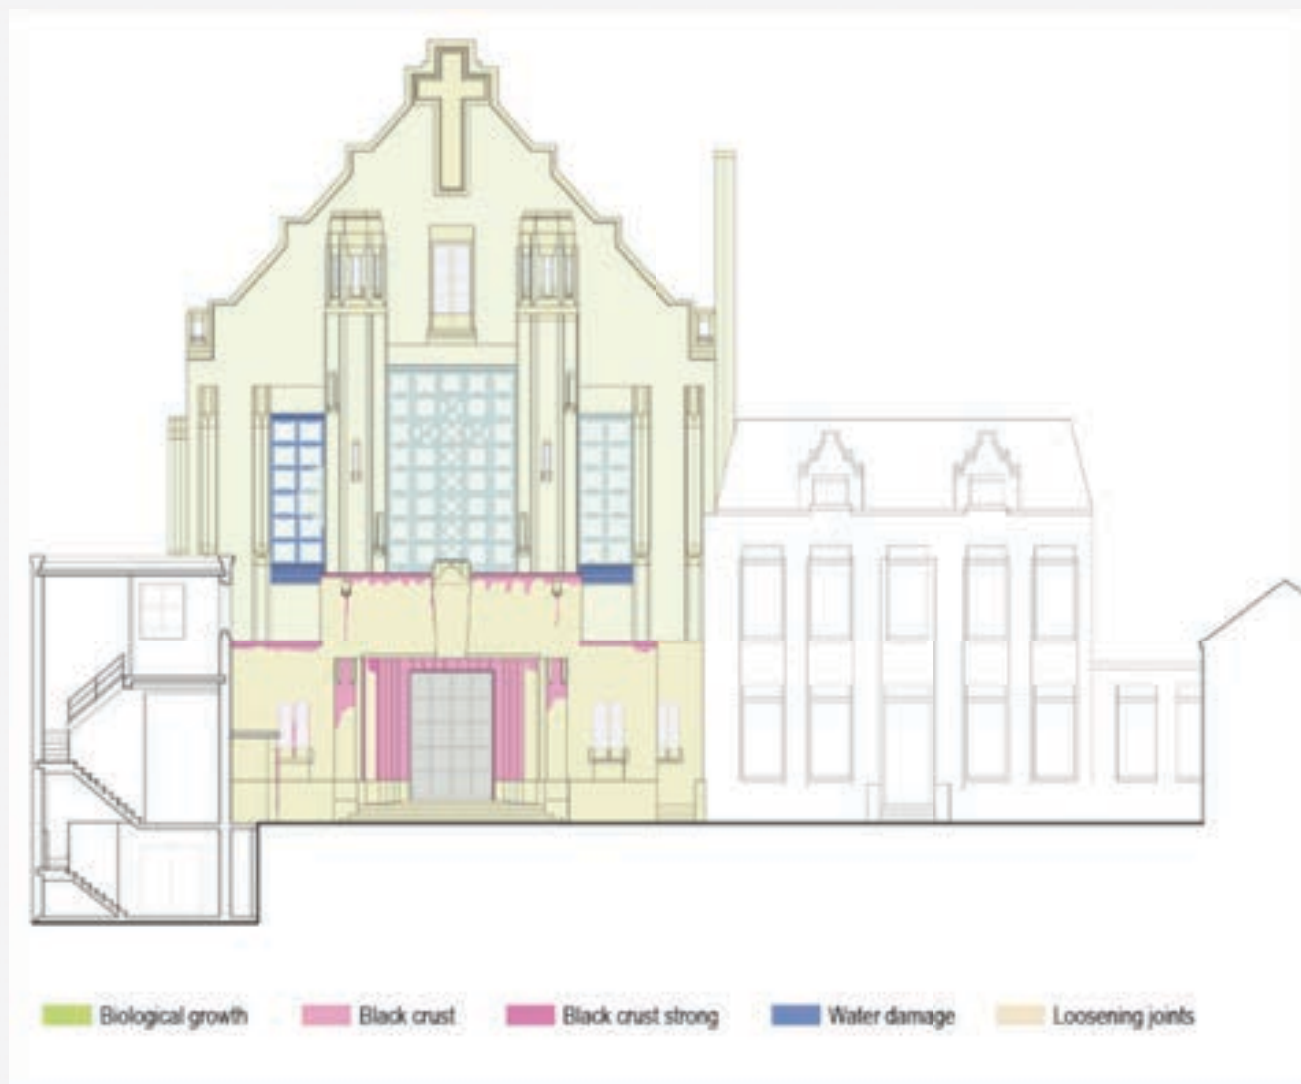 Biological growth
Black crust
Black crust strong
Water damage
Loosening joints